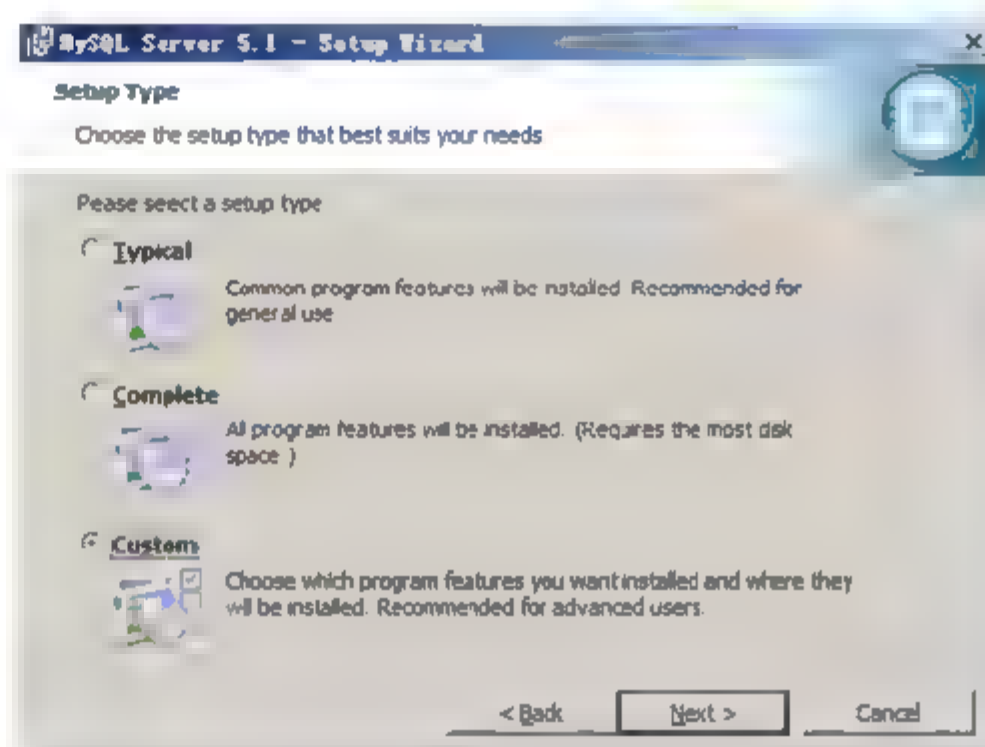 MySQL Server 5.1 - Setup Wizard
Setup Type
Choose the setup type that best suits your needs
Please select a setup type
Typical
Common program features will be installed Recommended for
general use
Complete
All program features will be installed. (Requires the most disk
space )
Custom
Choose which program features you want installed and where they
will be installed. Recommended for advanced users.
< Back
Next >
Cancel